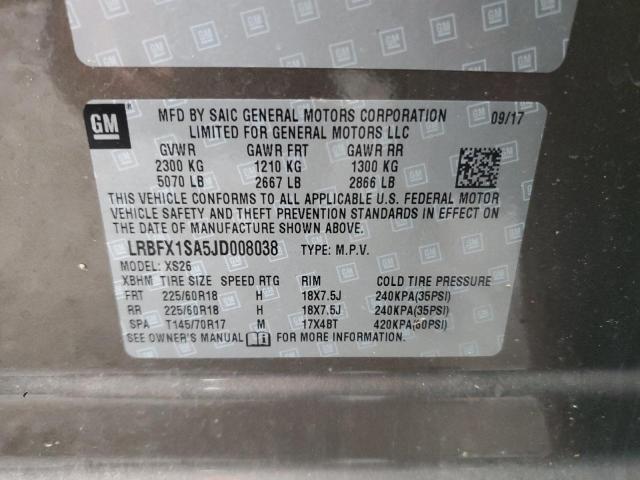 GM
MFD BY SAIC GENERAL MOTORS CORPORATION 09/17
LIMITED FOR GENERAL MOTORS LLC
GVWR GAWR FRT GAWR RR
2300 KG 1210 KG 1300 KG
5070 LB 2667 LB 2866 LB
THIS VEHICLE CONFORMS TO ALL APPLICABLE U.S. FEDERAL MOTOR
VEHICLE SAFETY AND THEFT PREVENTION STANDARDS IN EFFECT ON
THE DATE OF MANUFACTURE SHOWN ABOVE.
LRBFX1SA5JD008038 TYPE: M.P.V.
MODEL: XS26
XBHM TIRE SIZE SPEED RTG RIM COLD TIRE PRESSURE
FRT 225/60R18 H 18X7.5J 240KPA(35PSI)
RR 225/60R18 H 18X7.5J 240KPA(35PSI)
SPA T145/70R17 M 17X4BT 420KPA(60PSI)
SEE OWNER'S MANUAL FOR MORE INFORMATION.